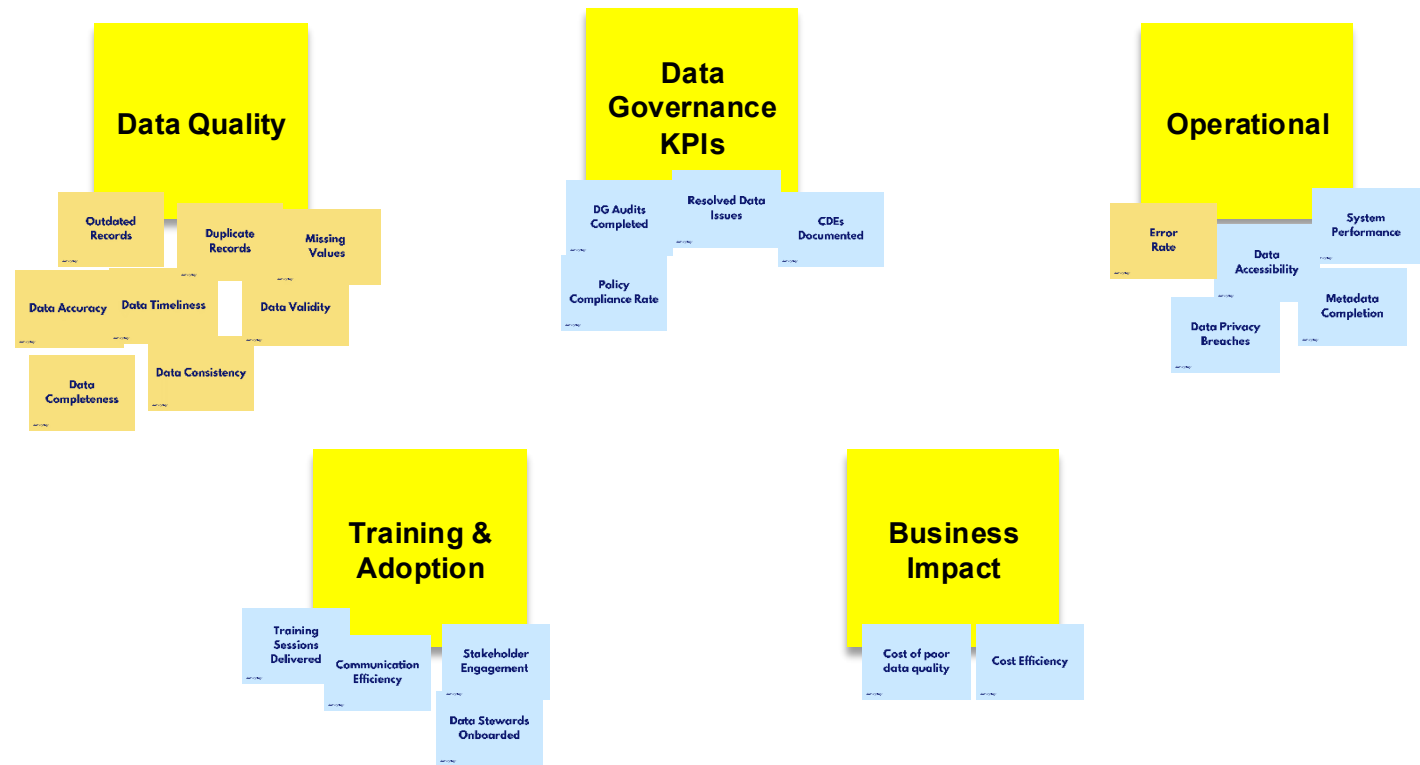 Data Quality
Outdated
Records
Duplicate
Records
Missing
Values
Data Accuracy
Data Timeliness
Data Validity
Data
Completeness
Data Consistency
Data
Governance
KPIs
DG Audits
Completed
Resolved Data
Issues
CDEs
Documented
Policy
Compliance Rate
Operational
Error
Rate
Data
Accessibility
System
Performance
Data Privacy
Breaches
Metadata
Completion
Training &
Adoption
Training
Sessions
Delivered
Communication
Efficiency
Stakeholder
Engagement
Data Stewards
Onboarded
Business
Impact
Cost of poor
data quality
Cost Efficiency